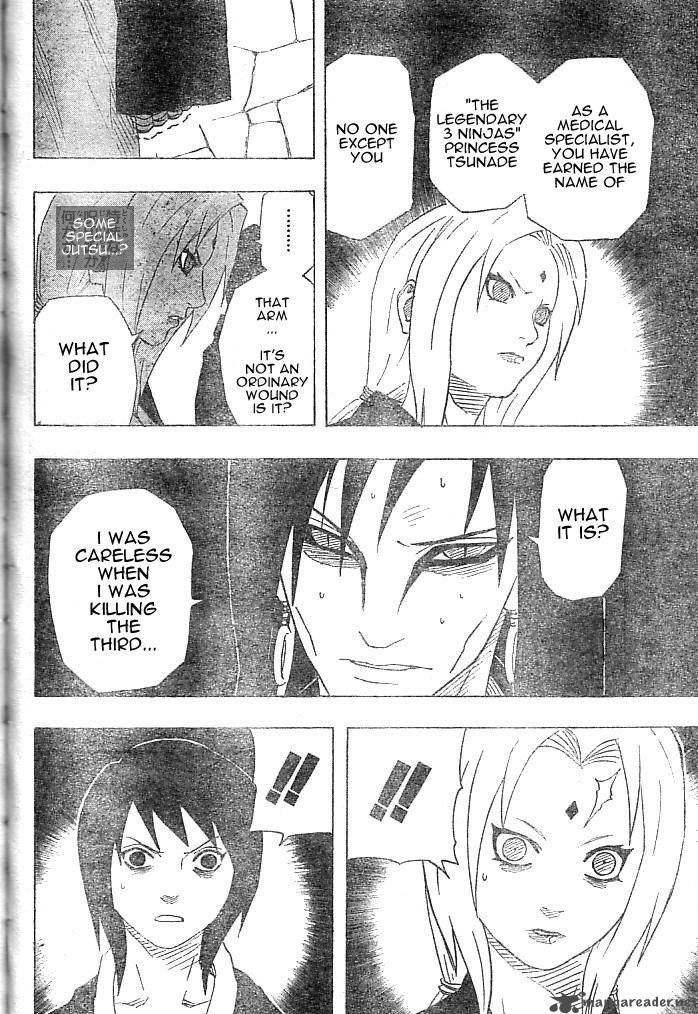 AS A
MEDICAL
SPECIALIST,
YOU HAVE
EARNED THE
NAME OF
"THE
LEGENDARY
3 NINJAS"
PRINCESS
TSUNADE
NO ONE
EXCEPT
YOU
........
THAT
ARM
...
IT'S
NOT AN
ORDINARY
WOUND
IS IT?
SOME
SPECIAL
JUTSU...?
WHAT
DID
IT?
WHAT
IT IS?
I WAS
CARELESS
WHEN
I WAS
KILLING
THE
THIRD...
!!
!!
mangareader.net